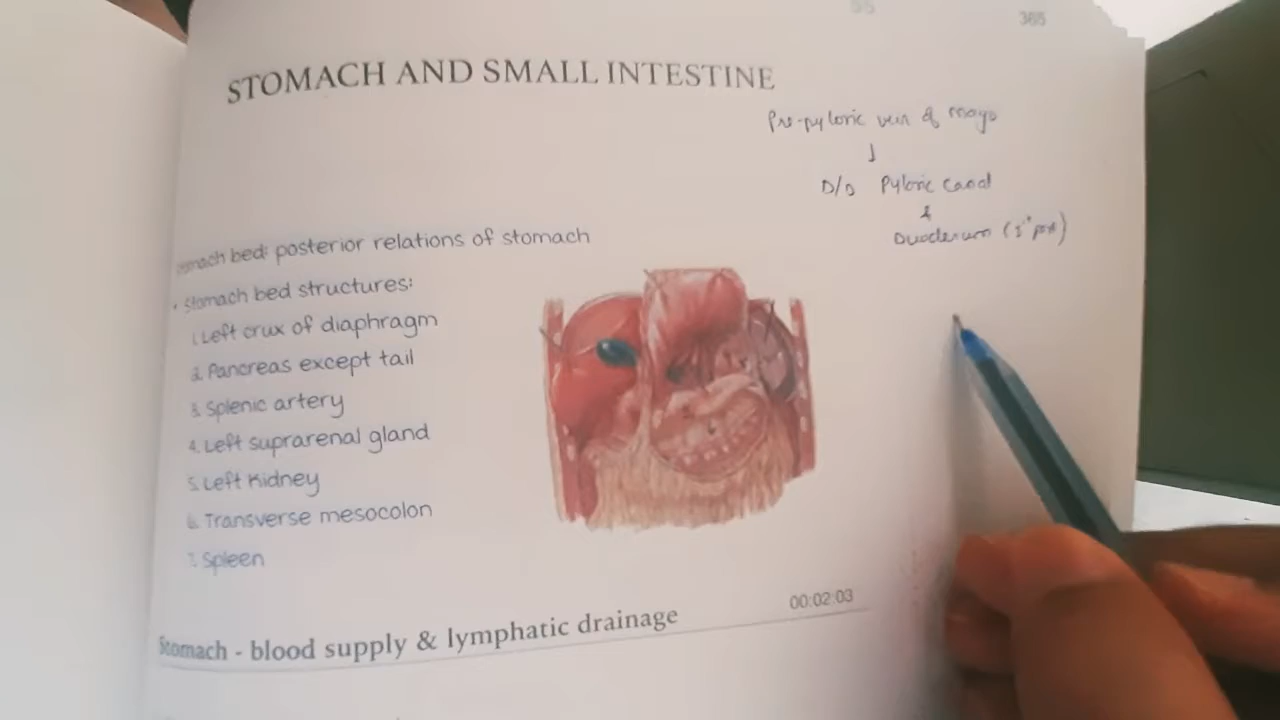 365
STOMACH AND SMALL INTESTINE
Pre-pyloric vein of mayo
↓
D/D Pyloric canal
&
Duodenum (1st part)
Stomach bed: posterior relations of stomach
• Stomach bed structures:
1. Left crux of diaphragm
2. Pancreas except tail
3. Splenic artery
4. Left suprarenal gland
5. Left Kidney
6. Transverse mesocolon
7. Spleen
00:02:03
Stomach - blood supply & lymphatic drainage